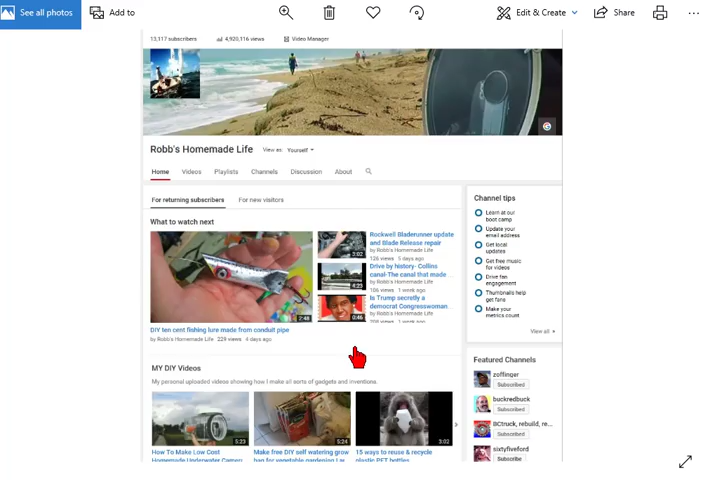 See all photos
Add to
Edit & Create
Share
13,117 subscribers
4,920,116 views
Video Manager
Robb's Homemade Life
View as: Yourself
Home
Videos
Playlists
Channels
Discussion
About
For returning subscribers
For new visitors
What to watch next
2:48
DIY ten cent fishing lure made from conduit pipe
by Robb's Homemade Life 229 views 4 days ago
3:02
Rockwell Bladerunner update
and Blade Release repair
by Robb's Homemade Life
126 views 5 days ago
4:23
Drive by history- Collins
canal-The canal that made ...
by Robb's Homemade Life
186 views 1 week ago
0:46
Is Trump secretly a
democrat Congresswoman...
by Robb's Homemade Life
views 1 week ago
MY DIY Videos
My personal uploaded videos showing how I make all sorts of gadgets and inventions.
5:23
How To Make Low Cost
Homemade Underwater Camera
5:24
Make free DIY self watering grow
bag for vegetable gardening
3:02
15 ways to reuse & recycle
plastic PET bottles
Channel tips
Learn at our
boot camp
Update your
email address
Get local
updates
Get free music
for videos
Drive fan
engagement
Thumbnails help
get fans
Make your
metrics count
View all
Featured Channels
zoffinger
Subscribed
buckredbuck
Subscribed
BCtruck, rebuild, re...
Subscribed
sixtyfiveford
Subscribe